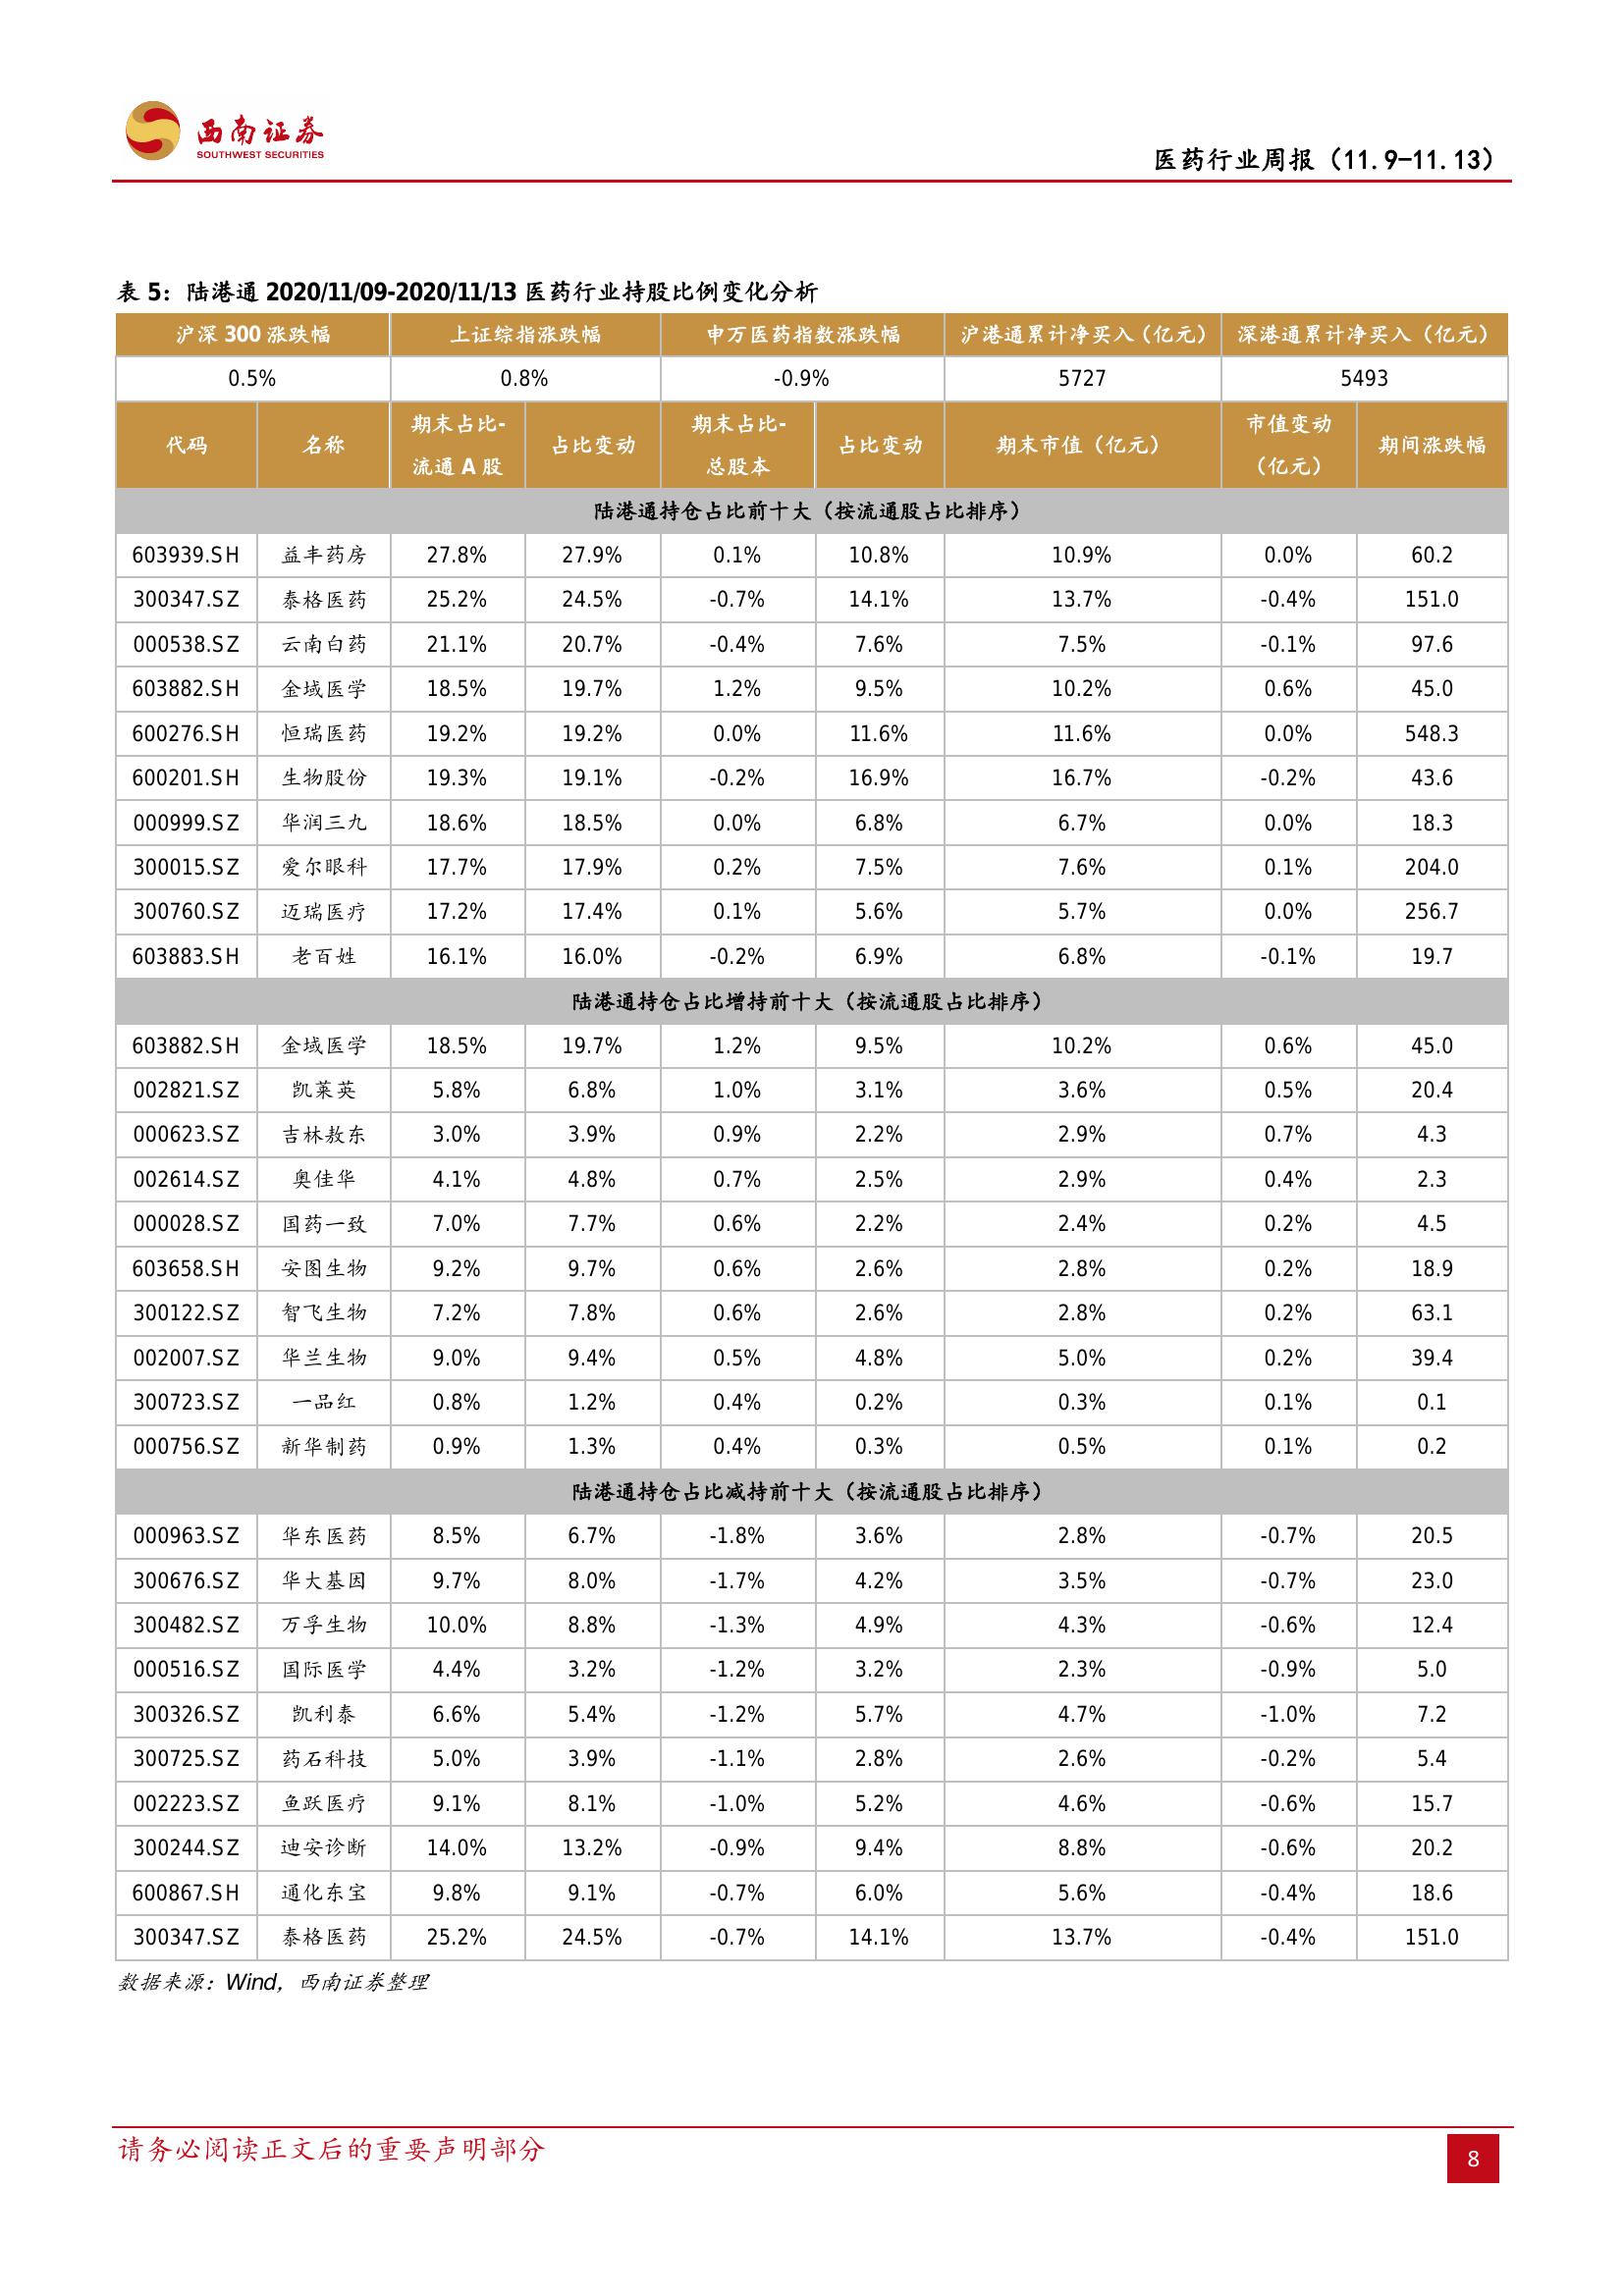 西南证券
SOUTHWEST SECURITIES
医药行业周报（11.9-11.13）
表 5：陆港通 2020/11/09-2020/11/13 医药行业持股比例变化分析
沪深 300 涨跌幅 上证综指涨跌幅 申万医药指数涨跌幅 沪港通累计净买入（亿元） 深港通累计净买入（亿元）
0.5% 0.8% -0.9% 5727 5493
代码 名称 期末占比-流通 A 股 占比变动 期末占比-总股本 占比变动 期末市值（亿元） 市值变动（亿元） 期间涨跌幅
陆港通持仓占比前十大（按流通股占比排序）
603939.SH 益丰药房 27.8% 27.9% 0.1% 10.8% 10.9% 0.0% 60.2
300347.SZ 泰格医药 25.2% 24.5% -0.7% 14.1% 13.7% -0.4% 151.0
000538.SZ 云南白药 21.1% 20.7% -0.4% 7.6% 7.5% -0.1% 97.6
603882.SH 金域医学 18.5% 19.7% 1.2% 9.5% 10.2% 0.6% 45.0
600276.SH 恒瑞医药 19.2% 19.2% 0.0% 11.6% 11.6% 0.0% 548.3
600201.SH 生物股份 19.3% 19.1% -0.2% 16.9% 16.7% -0.2% 43.6
000999.SZ 华润三九 18.6% 18.5% 0.0% 6.8% 6.7% 0.0% 18.3
300015.SZ 爱尔眼科 17.7% 17.9% 0.2% 7.5% 7.6% 0.1% 204.0
300760.SZ 迈瑞医疗 17.2% 17.4% 0.1% 5.6% 5.7% 0.0% 256.7
603883.SH 老百姓 16.1% 16.0% -0.2% 6.9% 6.8% -0.1% 19.7
陆港通持仓占比增持前十大（按流通股占比排序）
603882.SH 金域医学 18.5% 19.7% 1.2% 9.5% 10.2% 0.6% 45.0
002821.SZ 凯莱英 5.8% 6.8% 1.0% 3.1% 3.6% 0.5% 20.4
000623.SZ 吉林敖东 3.0% 3.9% 0.9% 2.2% 2.9% 0.7% 4.3
002614.SZ 奥佳华 4.1% 4.8% 0.7% 2.5% 2.9% 0.4% 2.3
000028.SZ 国药一致 7.0% 7.7% 0.6% 2.2% 2.4% 0.2% 4.5
603658.SH 安图生物 9.2% 9.7% 0.6% 2.6% 2.8% 0.2% 18.9
300122.SZ 智飞生物 7.2% 7.8% 0.6% 2.6% 2.8% 0.2% 63.1
002007.SZ 华兰生物 9.0% 9.4% 0.5% 4.8% 5.0% 0.2% 39.4
300723.SZ 一品红 0.8% 1.2% 0.4% 0.2% 0.3% 0.1% 0.1
000756.SZ 新华制药 0.9% 1.3% 0.4% 0.3% 0.5% 0.1% 0.2
陆港通持仓占比减持前十大（按流通股占比排序）
000963.SZ 华东医药 8.5% 6.7% -1.8% 3.6% 2.8% -0.7% 20.5
300676.SZ 华大基因 9.7% 8.0% -1.7% 4.2% 3.5% -0.7% 23.0
300482.SZ 万孚生物 10.0% 8.8% -1.3% 4.9% 4.3% -0.6% 12.4
000516.SZ 国际医学 4.4% 3.2% -1.2% 3.2% 2.3% -0.9% 5.0
300326.SZ 凯利泰 6.6% 5.4% -1.2% 5.7% 4.7% -1.0% 7.2
300725.SZ 药石科技 5.0% 3.9% -1.1% 2.8% 2.6% -0.2% 5.4
002223.SZ 鱼跃医疗 9.1% 8.1% -1.0% 5.2% 4.6% -0.6% 15.7
300244.SZ 迪安诊断 14.0% 13.2% -0.9% 9.4% 8.8% -0.6% 20.2
600867.SH 通化东宝 9.8% 9.1% -0.7% 6.0% 5.6% -0.4% 18.6
300347.SZ 泰格医药 25.2% 24.5% -0.7% 14.1% 13.7% -0.4% 151.0
数据来源：Wind，西南证券整理
请务必阅读正文后的重要声明部分
8